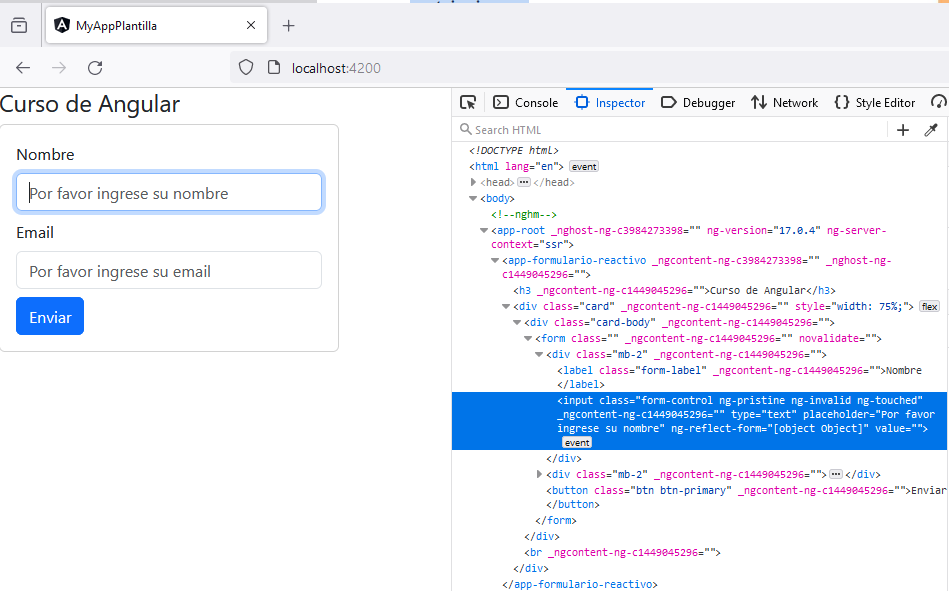 MyAppPlantilla
localhost:4200
Curso de Angular
Nombre
Por favor ingrese su nombre
Email
Por favor ingrese su email
Enviar
Console
Inspector
Debugger
Network
Style Editor
Search HTML
<!DOCTYPE html>
<html lang="en"> event
<head> ••• </head>
<body>
<!--nghm-->
<app-root _nghost-ng-c3984273398="" ng-version="17.0.4" ng-server-
context="ssr">
<app-formulario-reactivo _ngcontent-ng-c3984273398="" _nghost-ng-
c1449045296="">
<h3 _ngcontent-ng-c1449045296="">Curso de Angular</h3>
<div class="card" _ngcontent-ng-c1449045296="" style="width: 75%;"> flex
<div class="card-body" _ngcontent-ng-c1449045296="">
<form class="" _ngcontent-ng-c1449045296="" novalidate="">
<div class="mb-2" _ngcontent-ng-c1449045296="">
<label class="form-label" _ngcontent-ng-c1449045296="">Nombre
</label>
<input class="form-control ng-pristine ng-invalid ng-touched"
_ngcontent-ng-c1449045296="" type="text" placeholder="Por favor
ingrese su nombre" ng-reflect-form="[object Object]" value="">
event
</div>
<div class="mb-2" _ngcontent-ng-c1449045296=""> ••• </div>
<button class="btn btn-primary" _ngcontent-ng-c1449045296="">Enviar
</button>
</form>
</div>
<br _ngcontent-ng-c1449045296="">
</div>
</app-formulario-reactivo>